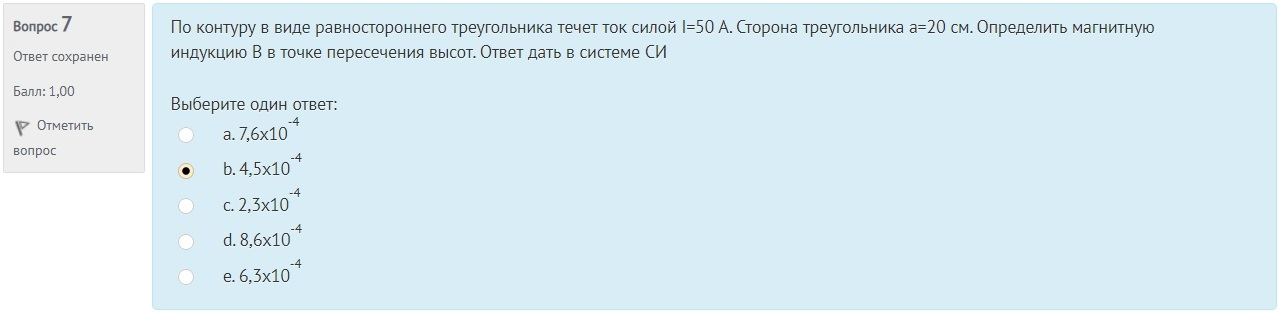 Вопрос 7
Ответ сохранен
Балл: 1,00
Отметить
вопрос
По контуру в виде равностороннего треугольника течет ток силой I=50 А. Сторона треугольника a=20 см. Определить магнитную
индукцию В в точке пересечения высот. Ответ дать в системе СИ
Выберите один ответ:
a. 7,6x10^-4
b. 4,5x10^-4
c. 2,3x10^-4
d. 8,6x10^-4
e. 6,3x10^-4